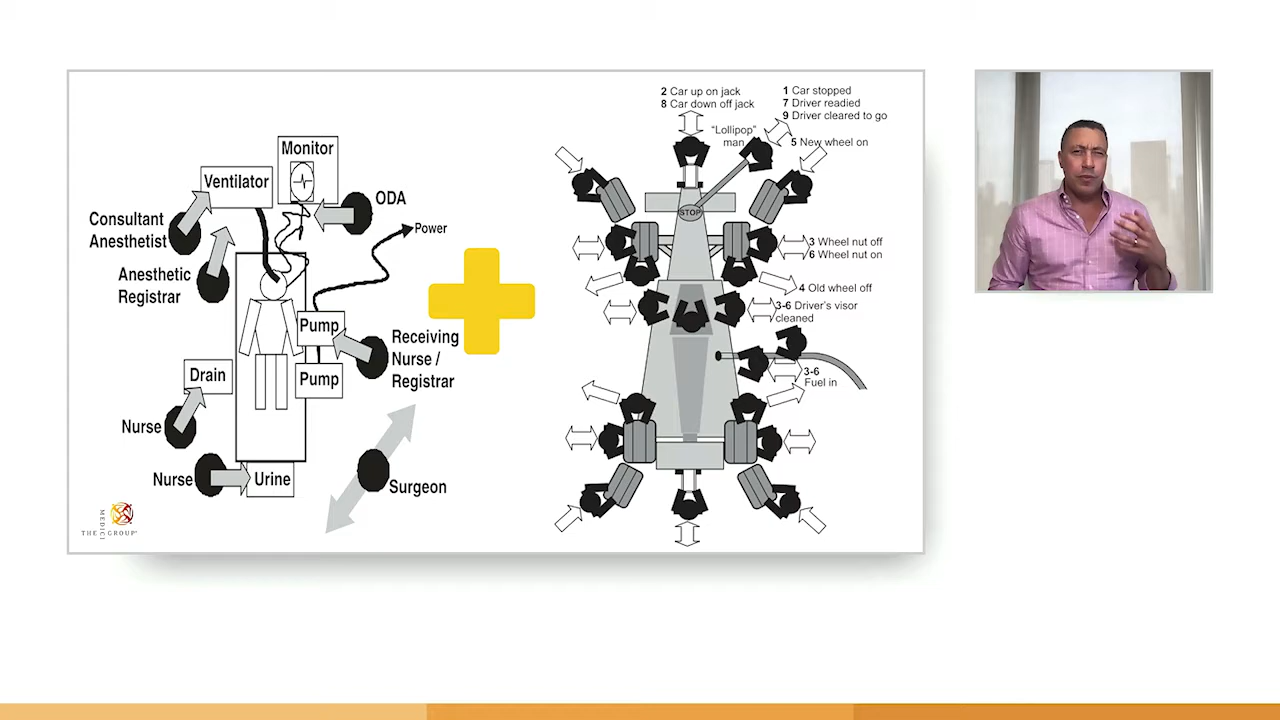 Monitor
Ventilator
ODA
Consultant
Anesthetist
Power
Anesthetic
Registrar
Pump
Receiving
Nurse /
Registrar
Pump
Drain
Nurse
Nurse
Urine
Surgeon
THE MEDICI GROUP
2 Car up on jack
8 Car down off jack
1 Car stopped
7 Driver readied
9 Driver cleared to go
"Lollipop"
man
5 New wheel on
STOP
3 Wheel nut off
6 Wheel nut on
4 Old wheel off
3-6 Driver's visor
cleaned
3-6
Fuel in